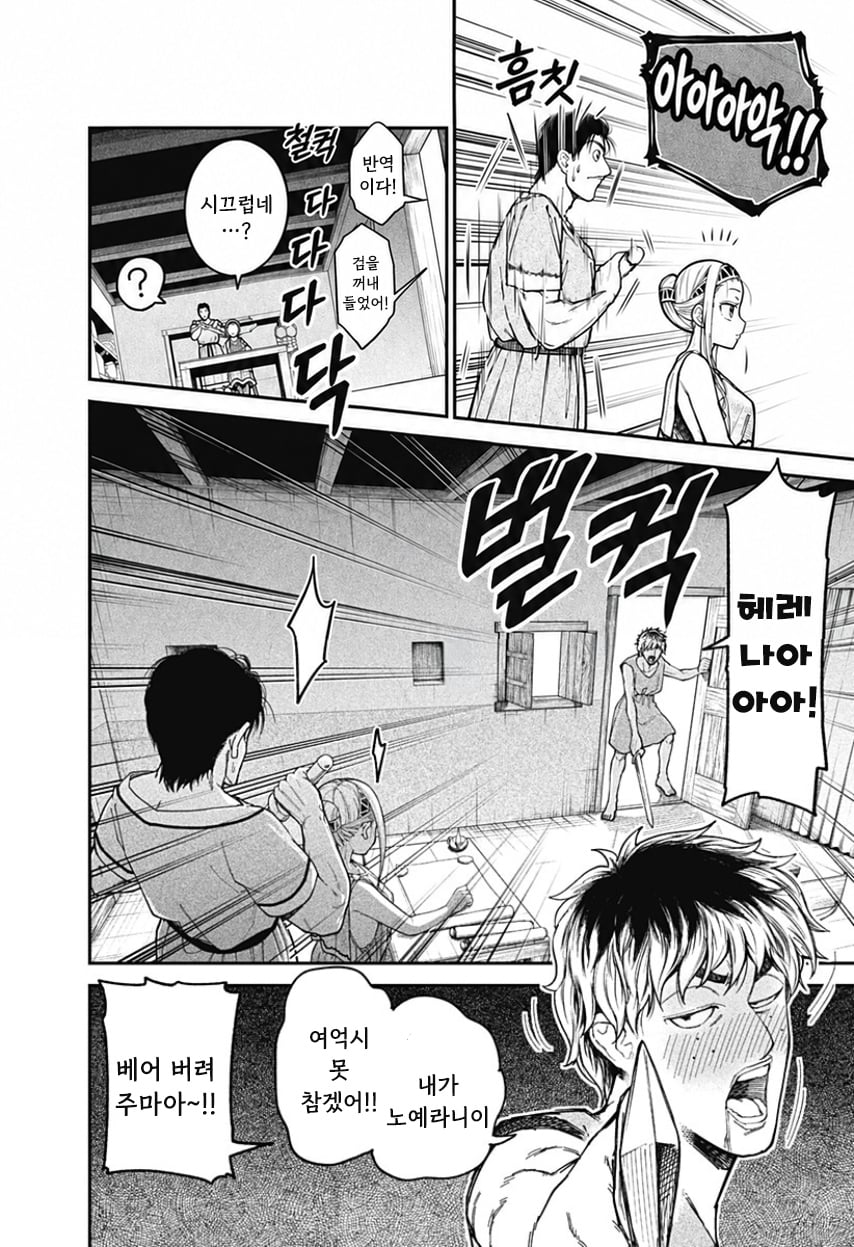 아아아악!!
흠칫
반역
이다!
검을
꺼내
들었어!
시끄럽네
…?
?
철컥
다
다
다
닥
벌컥
헤레
나아
아아!
내가
노예라니이
여억시
못
참겠어!!
베어 버려
주마아~!!